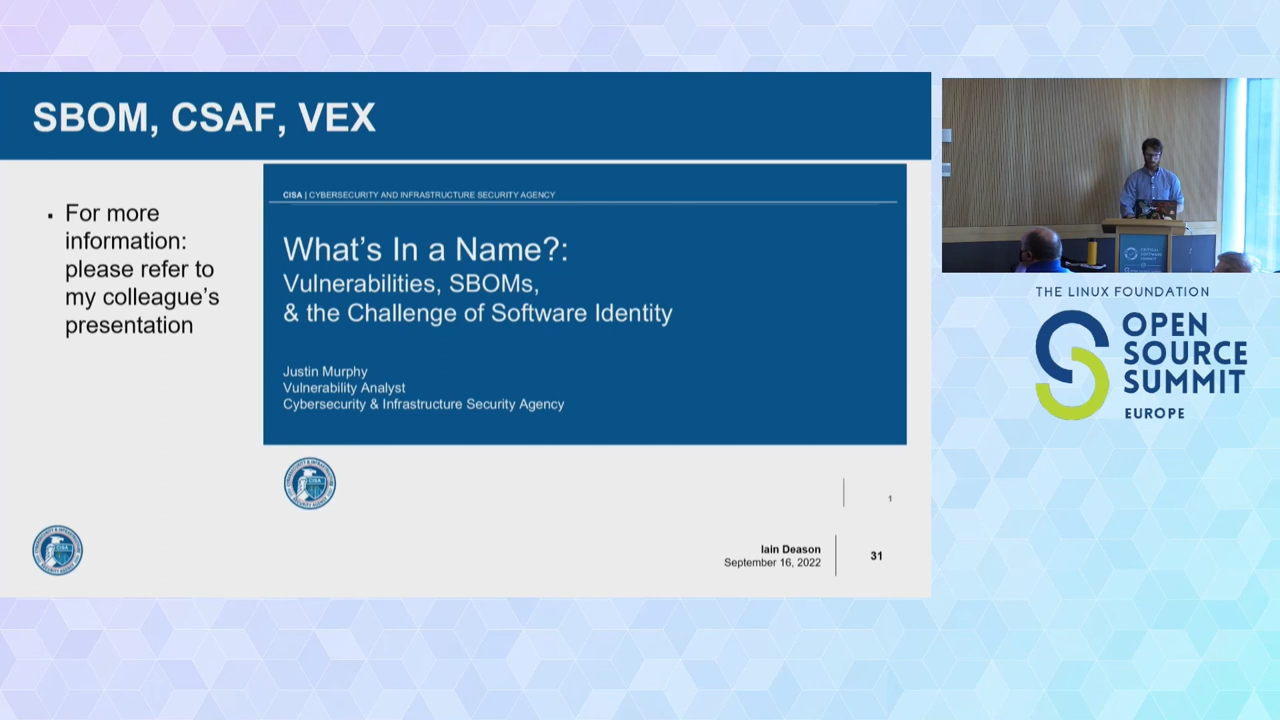 SBOM, CSAF, VEX
▪ For more
information:
please refer to
my colleague's
presentation
CISA | CYBERSECURITY AND INFRASTRUCTURE SECURITY AGENCY
What's In a Name?:
Vulnerabilities, SBOMs,
& the Challenge of Software Identity
Justin Murphy
Vulnerability Analyst
Cybersecurity & Infrastructure Security Agency
1
Iain Deason
September 16, 2022
31
THE LINUX FOUNDATION
OPEN
SOURCE
SUMMIT
EUROPE